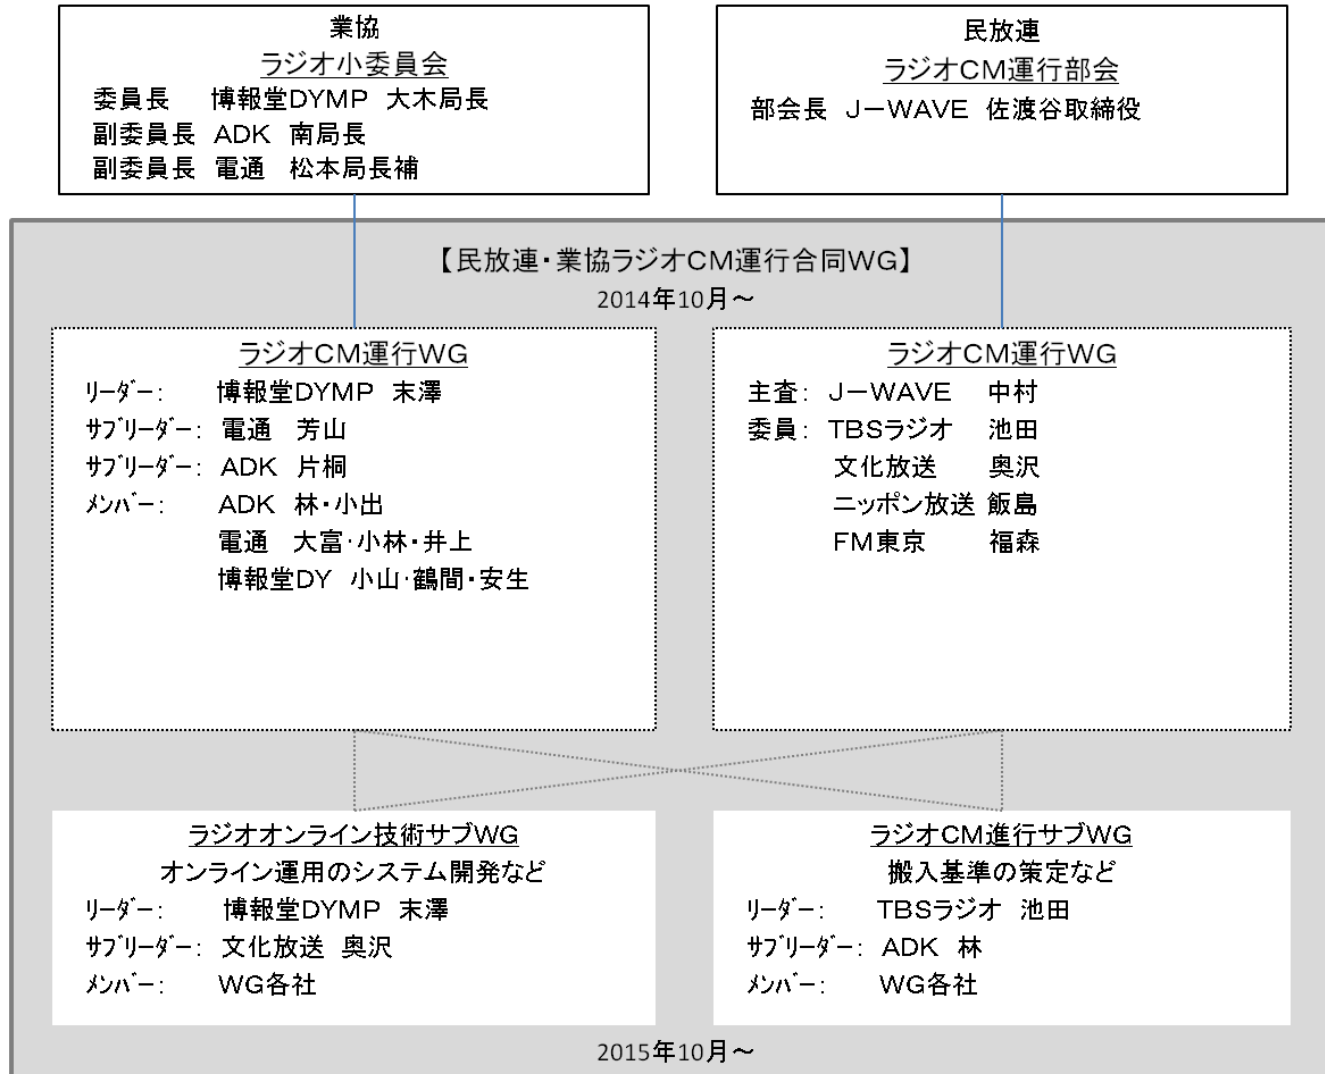 業協
ラジオ小委員会
委員長 博報堂DYMP 大木局長
副委員長 ADK 南局長
副委員長 電通 松本局長補
民放連
ラジオCM運行部会
部会長 J－WAVE 佐渡谷取締役
【民放連・業協ラジオCM運行合同WG】
2014年10月～
ラジオCM運行WG
ﾘｰﾀﾞｰ： 博報堂DYMP 末澤
ｻﾌﾞﾘｰﾀﾞｰ： 電通 芳山
ｻﾌﾞﾘｰﾀﾞｰ： ADK 片桐
ﾒﾝﾊﾞｰ： ADK 林・小出
電通 大富・小林・井上
博報堂DY 小山・鶴間・安生
ラジオCM運行WG
主査： J－WAVE 中村
委員： TBSラジオ 池田
文化放送 奥沢
ニッポン放送 飯島
FM東京 福森
ラジオオンライン技術サブWG
オンライン運用のシステム開発など
ﾘｰﾀﾞｰ： 博報堂DYMP 末澤
ｻﾌﾞﾘｰﾀﾞｰ： 文化放送 奥沢
ﾒﾝﾊﾞｰ： WG各社
ラジオCM進行サブWG
搬入基準の策定など
ﾘｰﾀﾞｰ： TBSラジオ 池田
ｻﾌﾞﾘｰﾀﾞｰ： ADK 林
ﾒﾝﾊﾞｰ： WG各社
2015年10月～